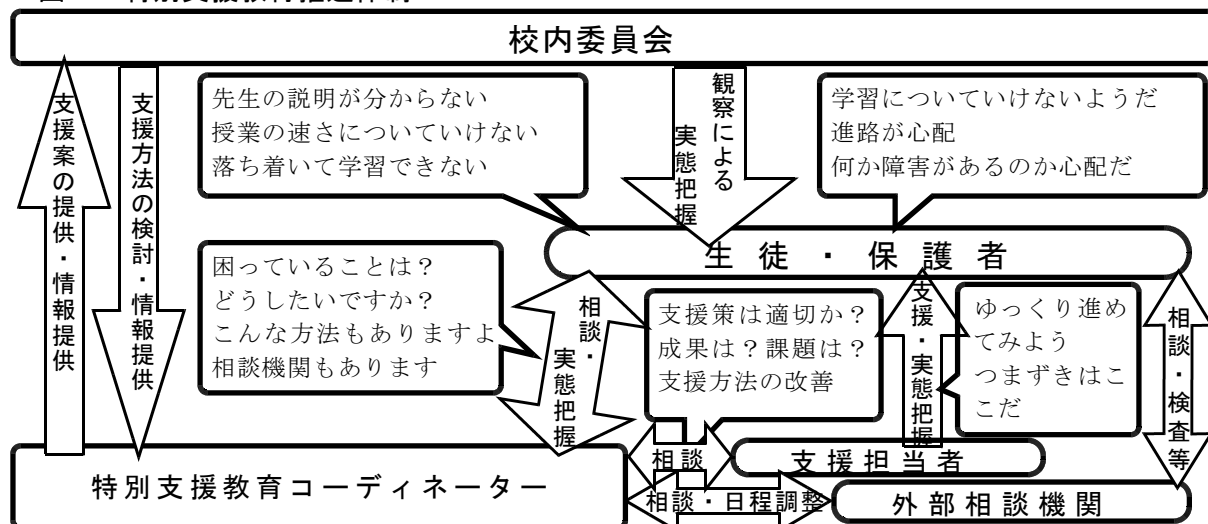 校内委員会
支援案の提供・情報提供
支援方法の検討・情報提供
先生の説明が分からない
授業の速さについていけない
落ち着いて学習できない
観察による
実態把握
学習についていけないようだ
進路が心配
何か障害があるのか心配だ
生徒・保護者
困っていることは？
どうしたいですか？
こんな方法もありますよ
相談機関もあります
相談・
実態把握
支援策は適切か？
成果は？課題は？
支援方法の改善
支援・実態把握
ゆっくり進め
てみよう
つまずきはこ
こだ
相談・検査等
特別支援教育コーディネーター
相談
支援担当者
相談・日程調整
外部相談機関